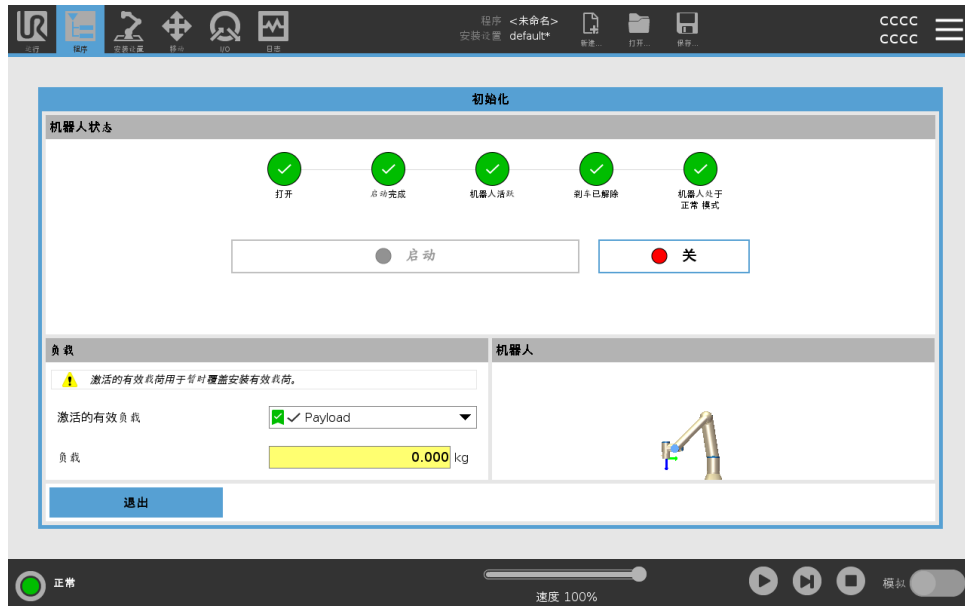 UR
运行
程序
安装设置
移动
I/O
日志
程序 <未命名>
安装设置 default*
新建...
打开...
保存...
CCCC
CCCC
初始化
机器人状态
打开
启动完成
机器人活跃
刹车已解除
机器人处于
正常 模式
启动
关
负载
机器人
激活的有效载荷用于暂时覆盖安装有效载荷。
激活的有效负载
Payload
负载
0.000 kg
退出
正常
速度 100%
模拟